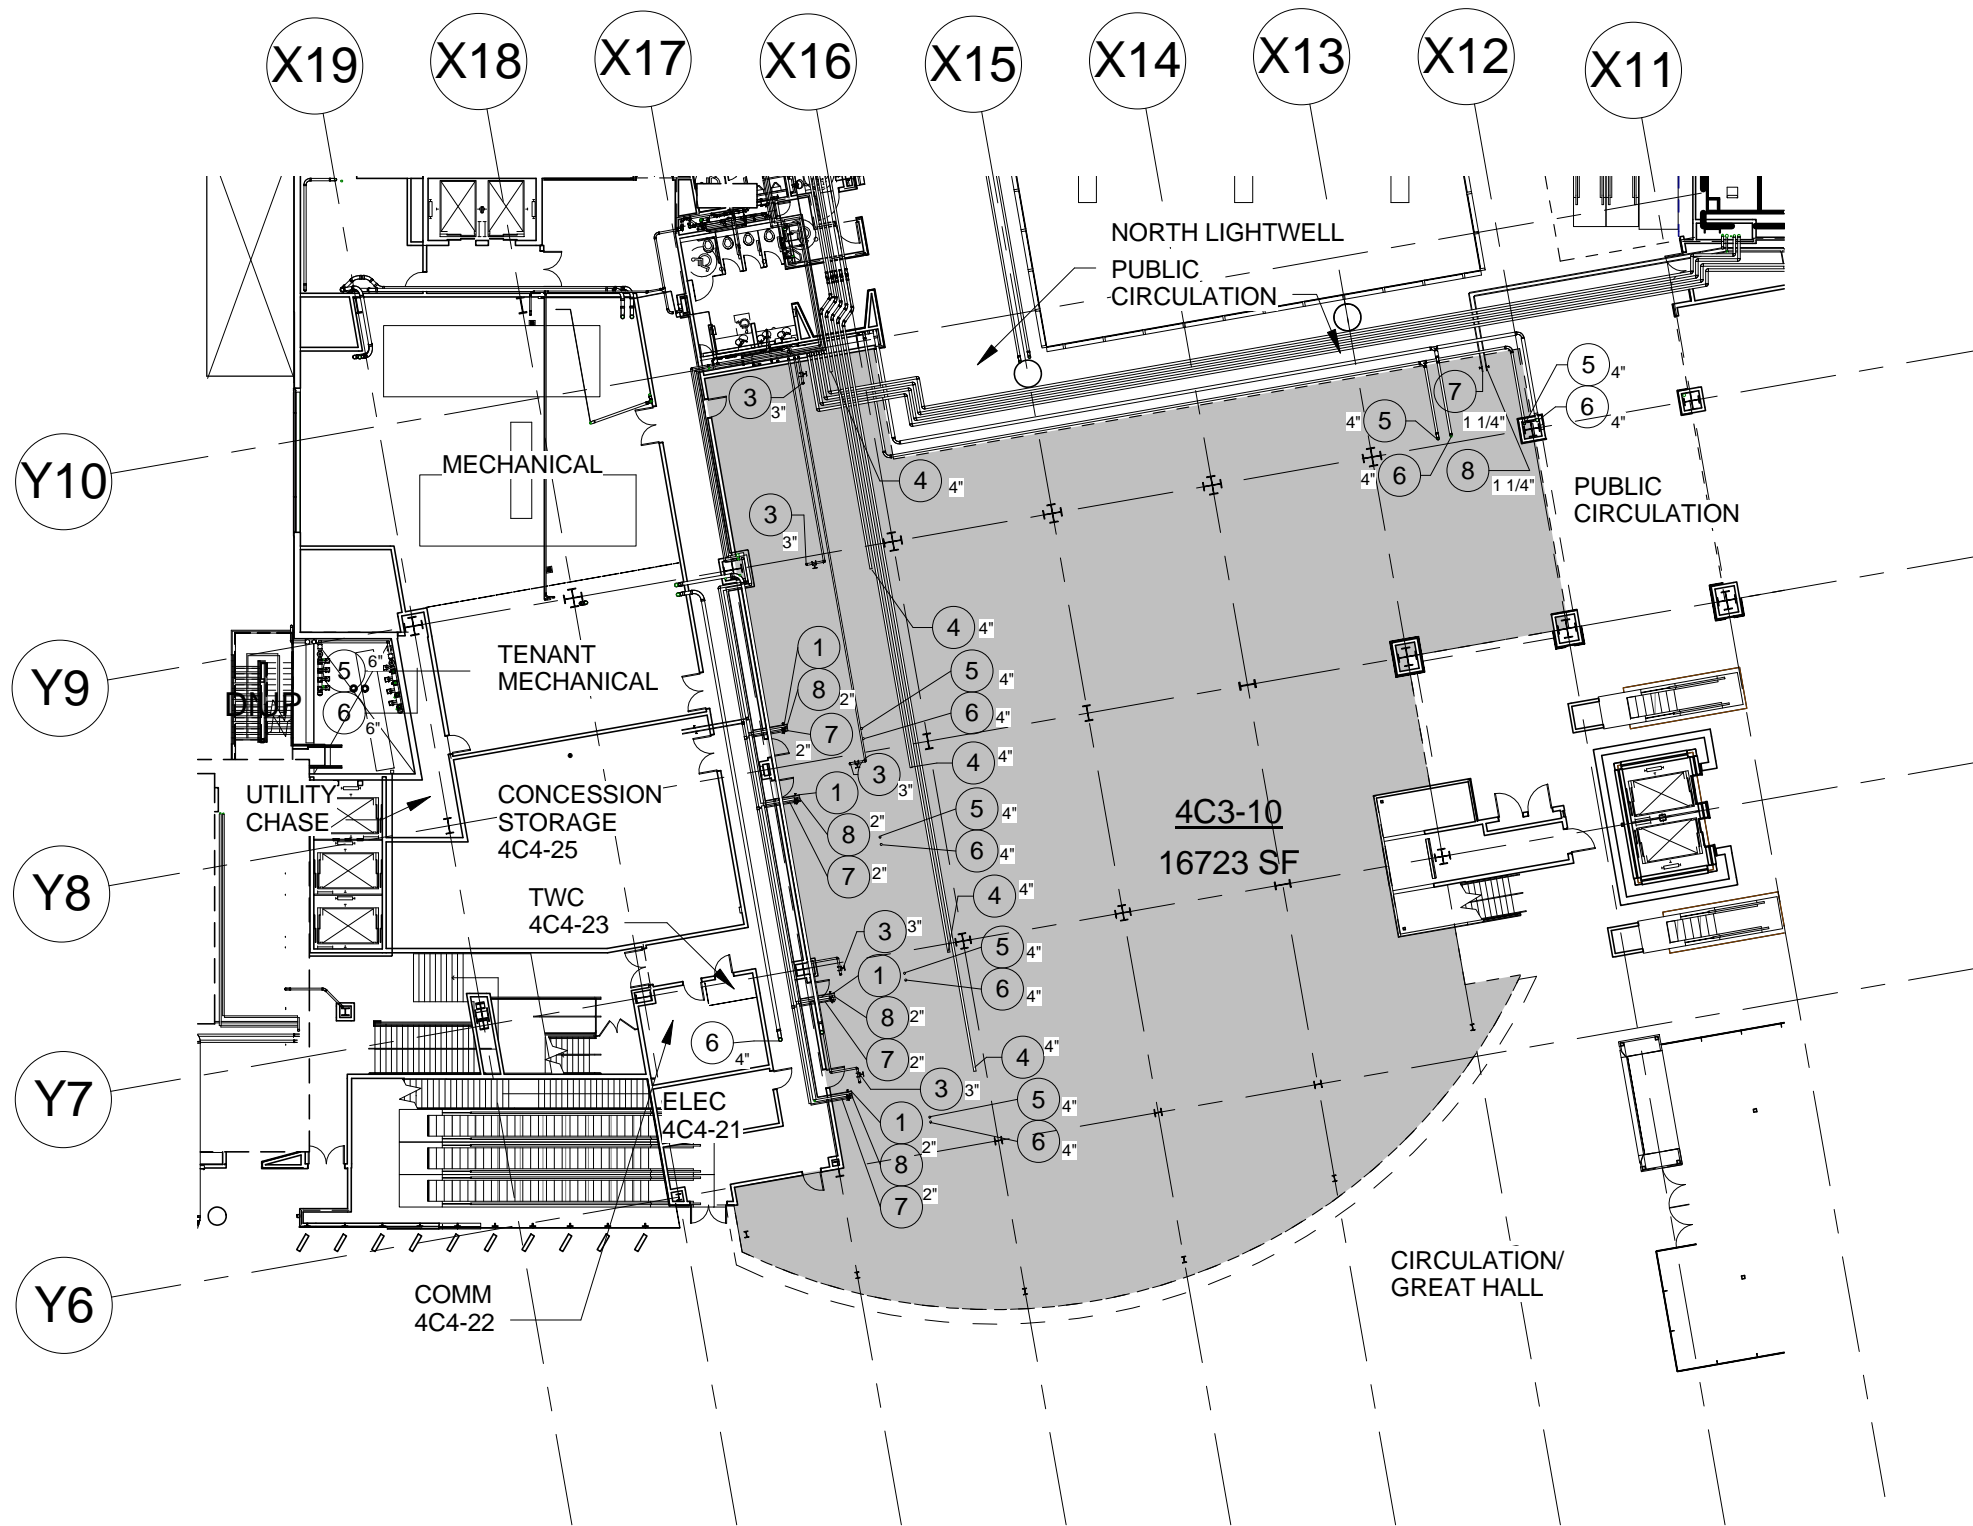 X19
X18
X17
X16
X15
X14
X13
X12
X11
NORTH LIGHTWELL
PUBLIC
CIRCULATION
3
3"
5
4"
7
6
4"
4"
5
1 1/4"
Y10
MECHANICAL
4
4"
4"
6
8
1 1/4"
PUBLIC
CIRCULATION
3
3"
4
4"
1
TENANT
MECHANICAL
5
6"
5
4"
Y9
8
2"
DN
UP
6
6"
6
4"
7
2"
4
4"
3
3"
UTILITY
CHASE
CONCESSION
STORAGE
4C4-25
1
5
4"
4C3-10
16723 SF
8
2"
6
4"
7
2"
Y8
TWC
4C4-23
4
4"
3
3"
5
4"
1
6
4"
8
2"
6
4"
7
2"
4
4"
3
3"
Y7
ELEC
4C4-21
5
4"
1
6
4"
8
2"
7
2"
COMM
4C4-22
CIRCULATION/
GREAT HALL
Y6